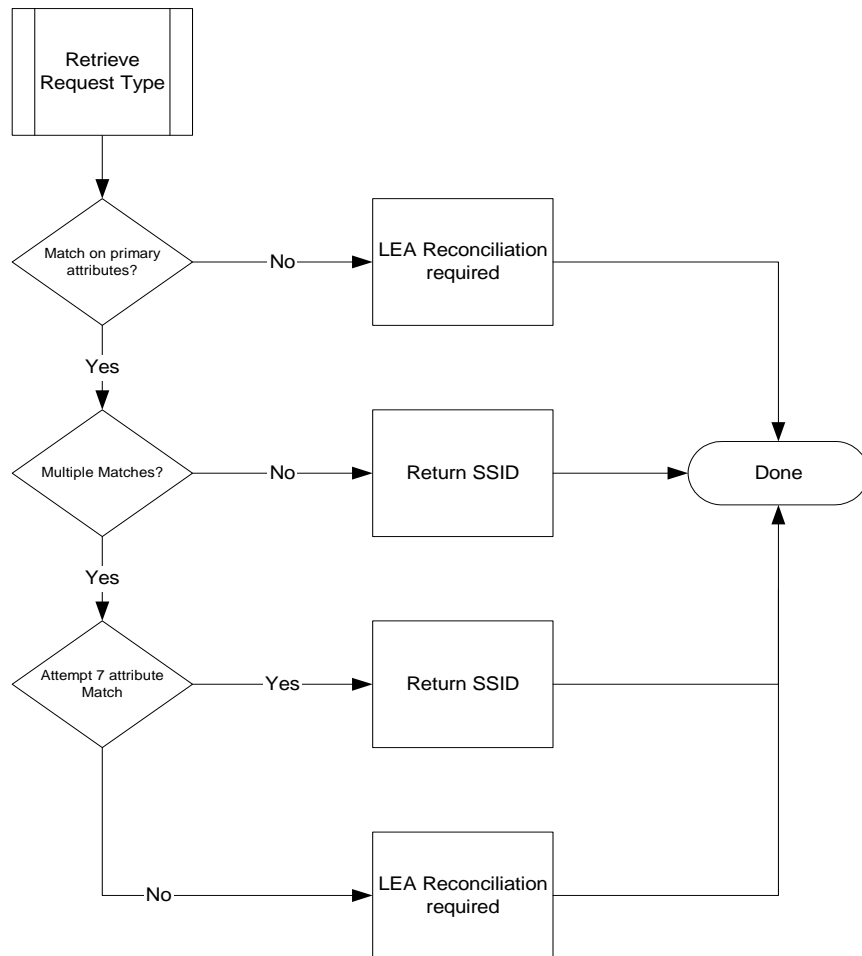 Retrieve
Request Type
Match on primary
attributes?
No
LEA Reconciliation
required
Yes
Multiple Matches?
No
Return SSID
Done
Yes
Attempt 7 attribute
Match
Yes
Return SSID
No
LEA Reconciliation
required